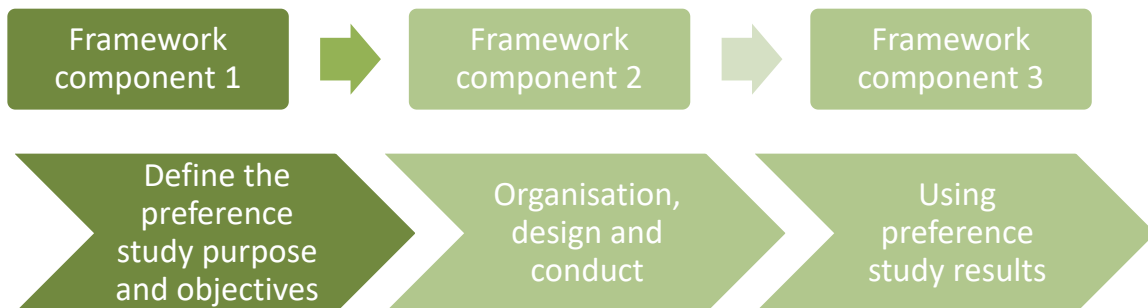 Framework
component 1
Framework
component 2
Framework
component 3
Define the
preference
study purpose
and objectives
Organisation,
design and
conduct
Using
preference
study results